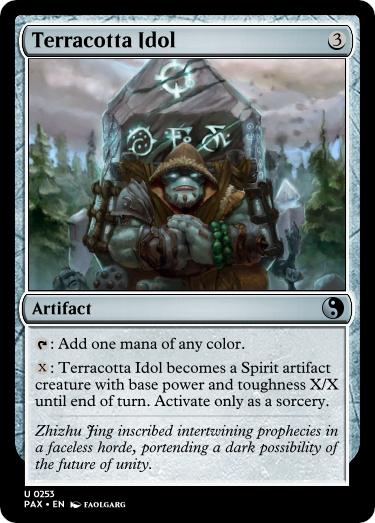 Terracotta Idol 3
Artifact
: Add one mana of any color.
X: Terracotta Idol becomes a Spirit artifact
creature with base power and toughness X/X
until end of turn. Activate only as a sorcery.
Zhizhu Jing inscribed intertwining prophecies in
a faceless horde, portending a dark possibility of
the future of unity.
U 0253
PAX • EN FAOLGARG